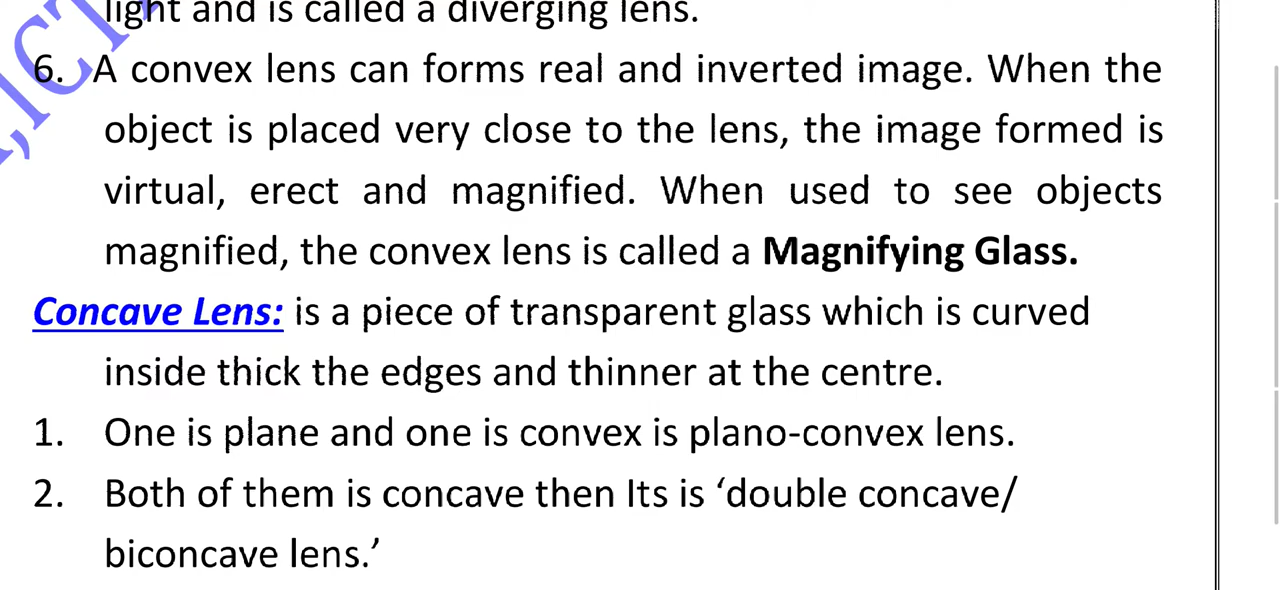 light and is called a diverging lens.
6. A convex lens can forms real and inverted image. When the
object is placed very close to the lens, the image formed is
virtual, erect and magnified. When used to see objects
magnified, the convex lens is called a Magnifying Glass.
Concave Lens: is a piece of transparent glass which is curved
inside thick the edges and thinner at the centre.
1. One is plane and one is convex is plano-convex lens.
2. Both of them is concave then Its is ‘double concave/
biconcave lens.’